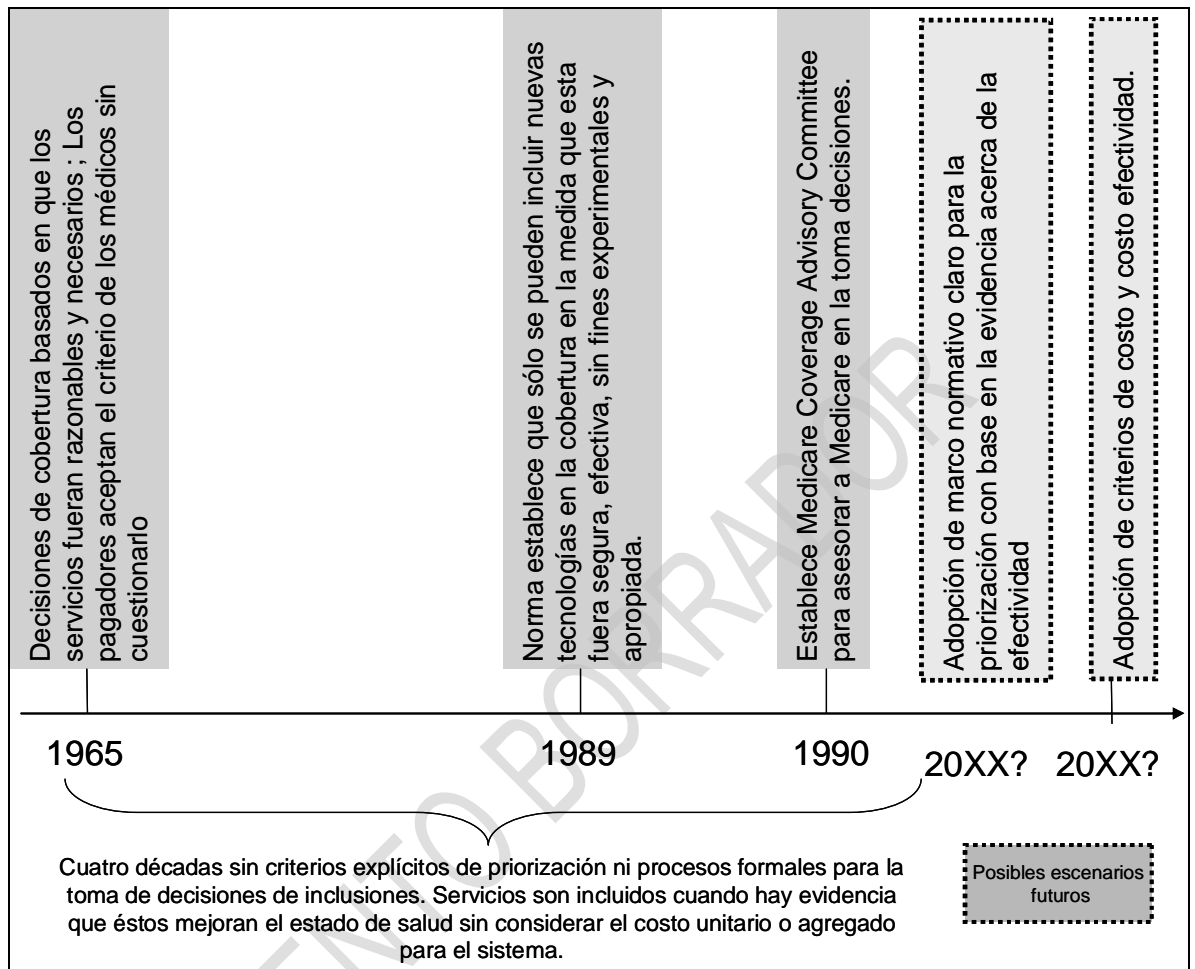 Decisiones de cobertura basados en que los
servicios fueran razonables y necesarios ; Los
pagadores aceptan el criterio de los médicos sin
cuestionarlo
Norma establece que sólo se pueden incluir nuevas
tecnologías en la cobertura en la medida que esta
fuera segura, efectiva, sin fines experimentales y
apropiada.
Establece Medicare Coverage Advisory Committee
para asesorar a Medicare en la toma decisiones.
Adopción de marco normativo claro para la
priorización con base en la evidencia acerca de la
efectividad
Adopción de criterios de costo y costo efectividad.
1965
1989
1990
20XX?
20XX?
Cuatro décadas sin criterios explícitos de priorización ni procesos formales para la
toma de decisiones de inclusiones. Servicios son incluidos cuando hay evidencia
que éstos mejoran el estado de salud sin considerar el costo unitario o agregado
para el sistema.
Posibles escenarios
futuros
ENTO BORRADOR